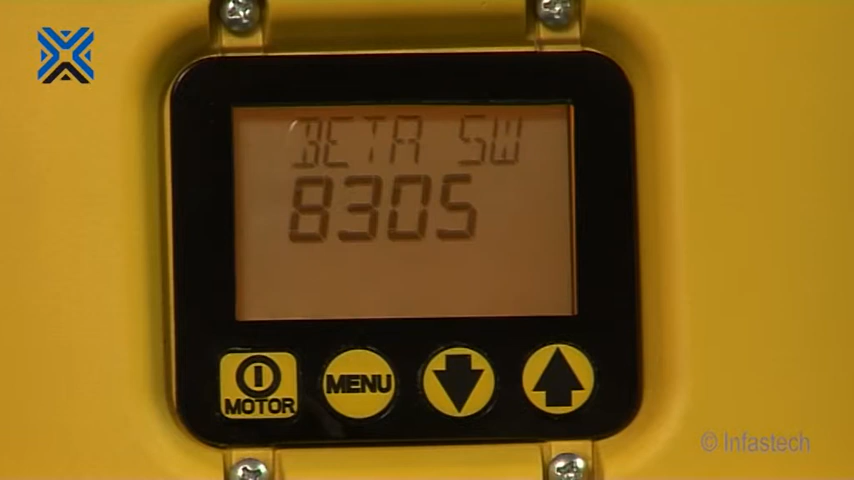 BETA SW
8305
MOTOR
MENU
© Infastech